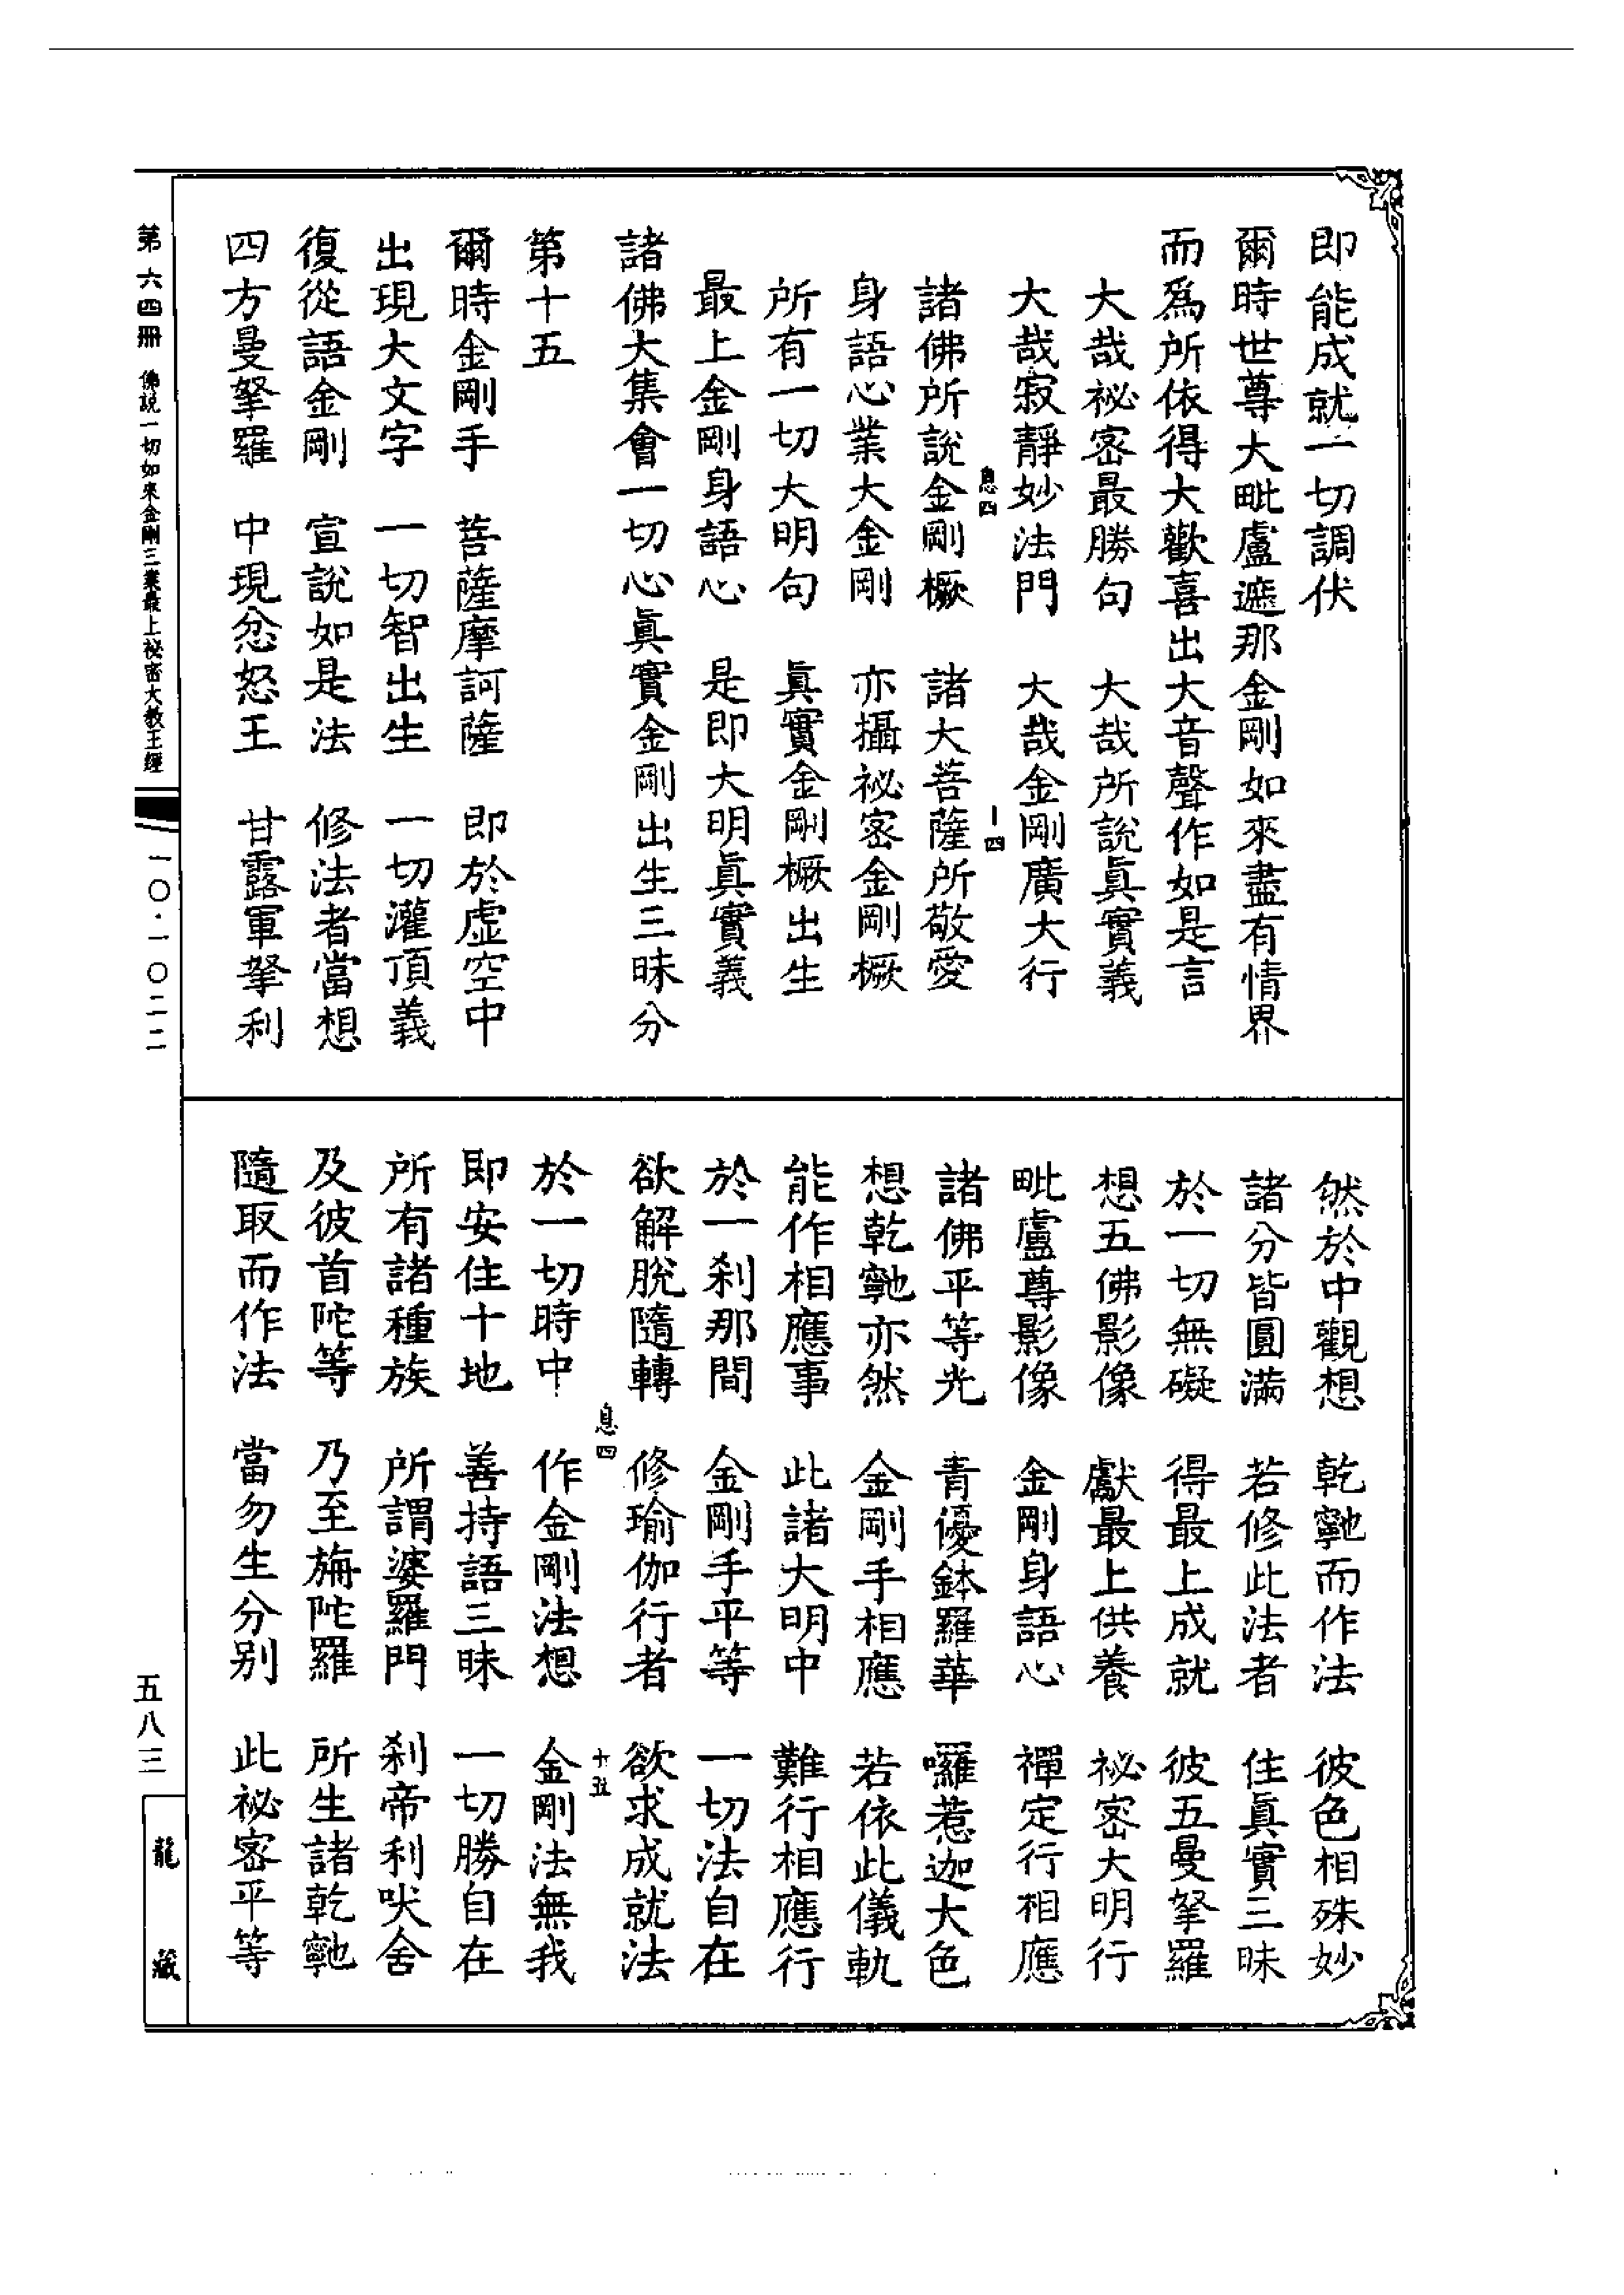 即能成就一切調伏
爾時世尊大毗盧遮那金剛如來盡有情界
而爲所依得大歡喜出大音聲作如是言
大哉祕密最勝句　大哉所說眞實義
大哉寂靜妙法門　大哉金剛廣大行
息四　十四
諸佛所說金剛橛　諸大菩薩所敬愛
身語心業大金剛　亦攝祕密金剛橛
所有一切大明句　眞實金剛橛出生
最上金剛身語心　是即大明眞實義
諸佛大集會一切心眞實金剛出生三昧分
第十五
爾時金剛手　菩薩摩訶薩　即於虛空中
出現大文字　一切智出生　一切灌頂義
復從語金剛　宣說如是法　修法者當想
四方曼拏羅　中現忿怒王　甘露軍拏利
然於中觀想　乾𡁠而作法　彼色相殊妙
諸分皆圓滿　若修此法者　住眞實三昧
於一切無礙　得最上成就　彼五曼拏羅
想五佛影像　獻最上供養　祕密大明行
毗盧尊影像　金剛身語心　禪定行相應
諸佛平等光　青優鉢羅華　囉惹迦大色
想乾𡁠亦然　金剛手相應　若依此儀軌
能作相應事　此諸大明中　難行相應行
於一剎那間　金剛手平等　一切法自在
欲解脫隨轉　修瑜伽行者　欲求成就法
息四　十五
於一切時中　作金剛法想　金剛法無我
即安住十地　善持語三昧　一切勝自在
所有諸種族　所謂婆羅門　剎帝利吠舍
及彼首陀等　乃至旃陀羅　所生諸乾𡁠
隨取而作法　當勿生分別　此祕密平等
第六四冊　佛說一切如來金剛三業最上祕密大教王經
一〇·一〇二二
五八三
龍藏